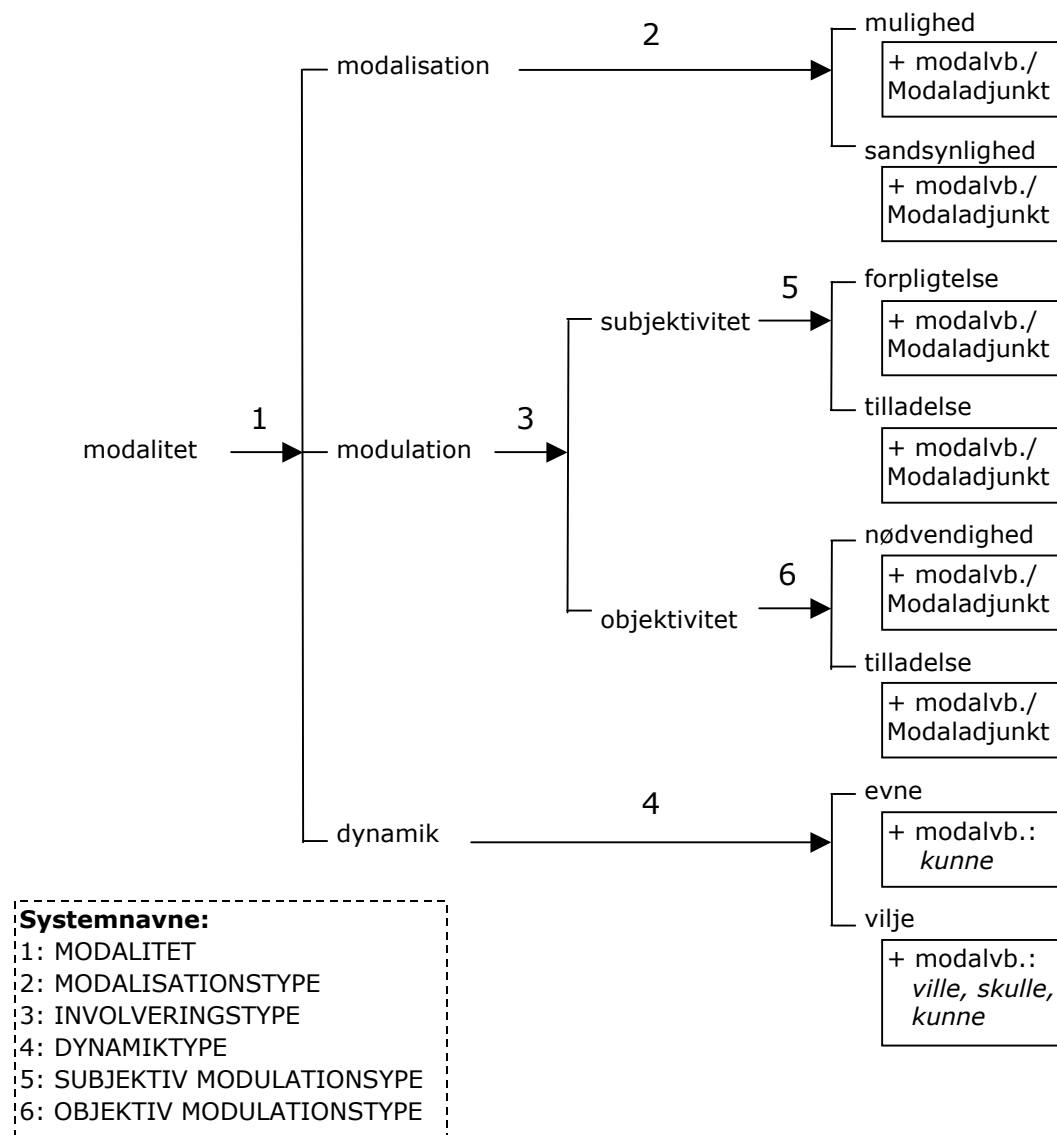 2
mulighed
modalisation
+ modalvb./
Modaladjunkt
sandsynlighed
+ modalvb./
Modaladjunkt
5
forpligtelse
subjektivitet
+ modalvb./
Modaladjunkt
tilladelse
1
3
modalitet
modulation
+ modalvb./
Modaladjunkt
nødvendighed
6
+ modalvb./
Modaladjunkt
objektivitet
tilladelse
+ modalvb./
Modaladjunkt
4
evne
dynamik
+ modalvb.:
kunne
vilje
+ modalvb.:
ville, skulle,
kunne
Systemnavne:
1: MODALITET
2: MODALISATIONSTYPE
3: INVOLVERINGSTYPE
4: DYNAMIKTYPE
5: SUBJEKTIV MODULATIONSYPE
6: OBJEKTIV MODULATIONSTYPE